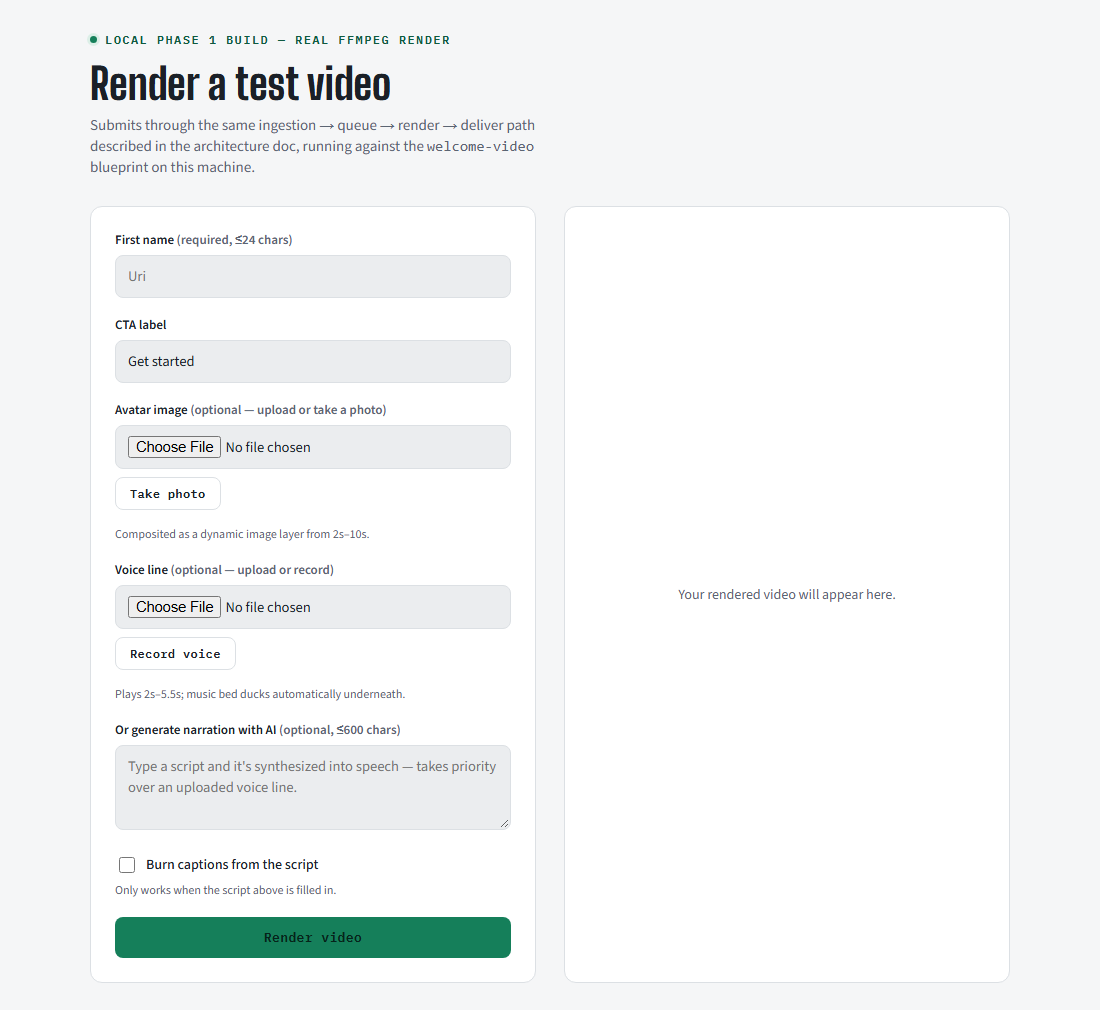 LOCAL PHASE 1 BUILD — REAL FFMPEG RENDER
Render a test video
Submits through the same ingestion → queue → render → deliver path
described in the architecture doc, running against the welcome-video
blueprint on this machine.
First name (required, ≤24 chars)
Uri
CTA label
Get started
Avatar image (optional — upload or take a photo)
Choose File No file chosen
Take photo
Composited as a dynamic image layer from 2s–10s.
Voice line (optional — upload or record)
Choose File No file chosen
Record voice
Plays 2s–5.5s; music bed ducks automatically underneath.
Or generate narration with AI (optional, ≤600 chars)
Type a script and it's synthesized into speech — takes priority
over an uploaded voice line.
Burn captions from the script
Only works when the script above is filled in.
Render video
Your rendered video will appear here.